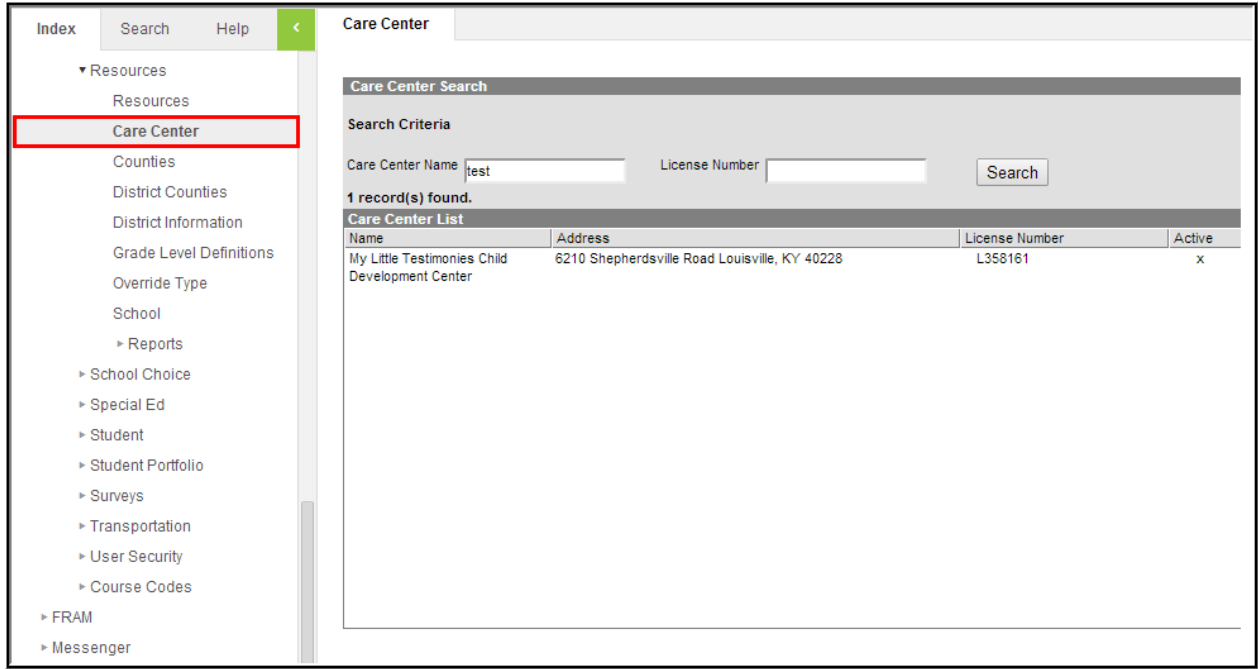 Index Search Help <
Resources
Resources
Care Center
Counties
District Counties
District Information
Grade Level Definitions
Override Type
School
Reports
School Choice
Special Ed
Student
Student Portfolio
Surveys
Transportation
User Security
Course Codes
FRAM
Messenger
Care Center
Care Center Search
Search Criteria
Care Center Name test License Number Search
1 record(s) found.
Care Center List
Name Address License Number Active
My Little Testimonies Child 6210 Shepherdsville Road Louisville, KY 40228 L358161 x
Development Center